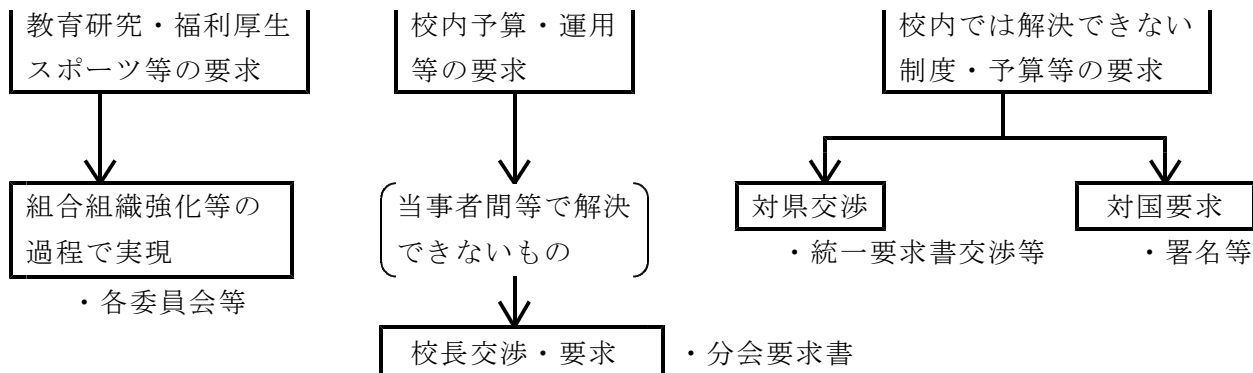 教育研究・福利厚生
スポーツ等の要求
校内予算・運用
等の要求
校内では解決できない
制度・予算等の要求
組合組織強化等の
過程で実現
・各委員会等
当事者間等で解決
できないもの
校長交渉・要求
・分会要求書
対県交渉
・統一要求書交渉等
対国要求
・署名等